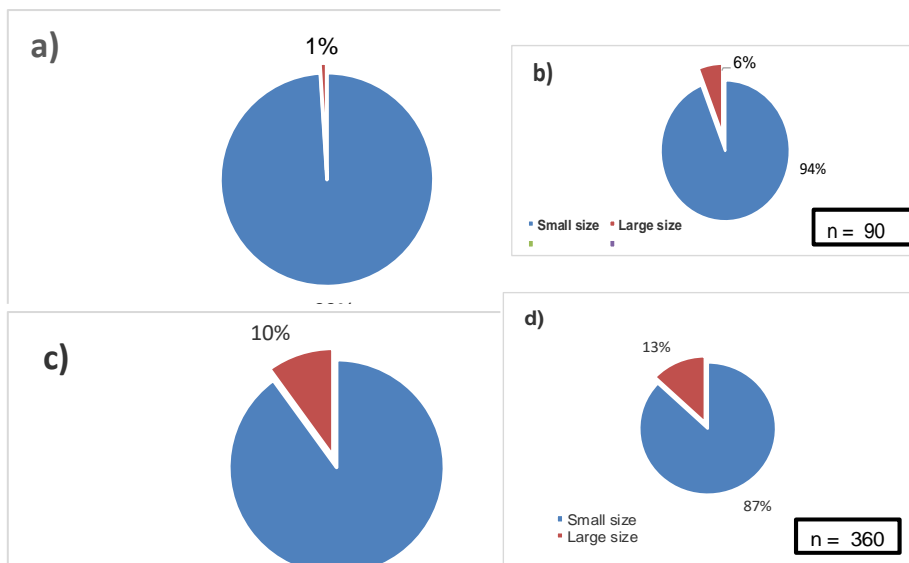 a)
1%
b)
6%
94%
Small size Large size
n = 90
c)
10%
d)
13%
87%
Small size
Large size
n = 360